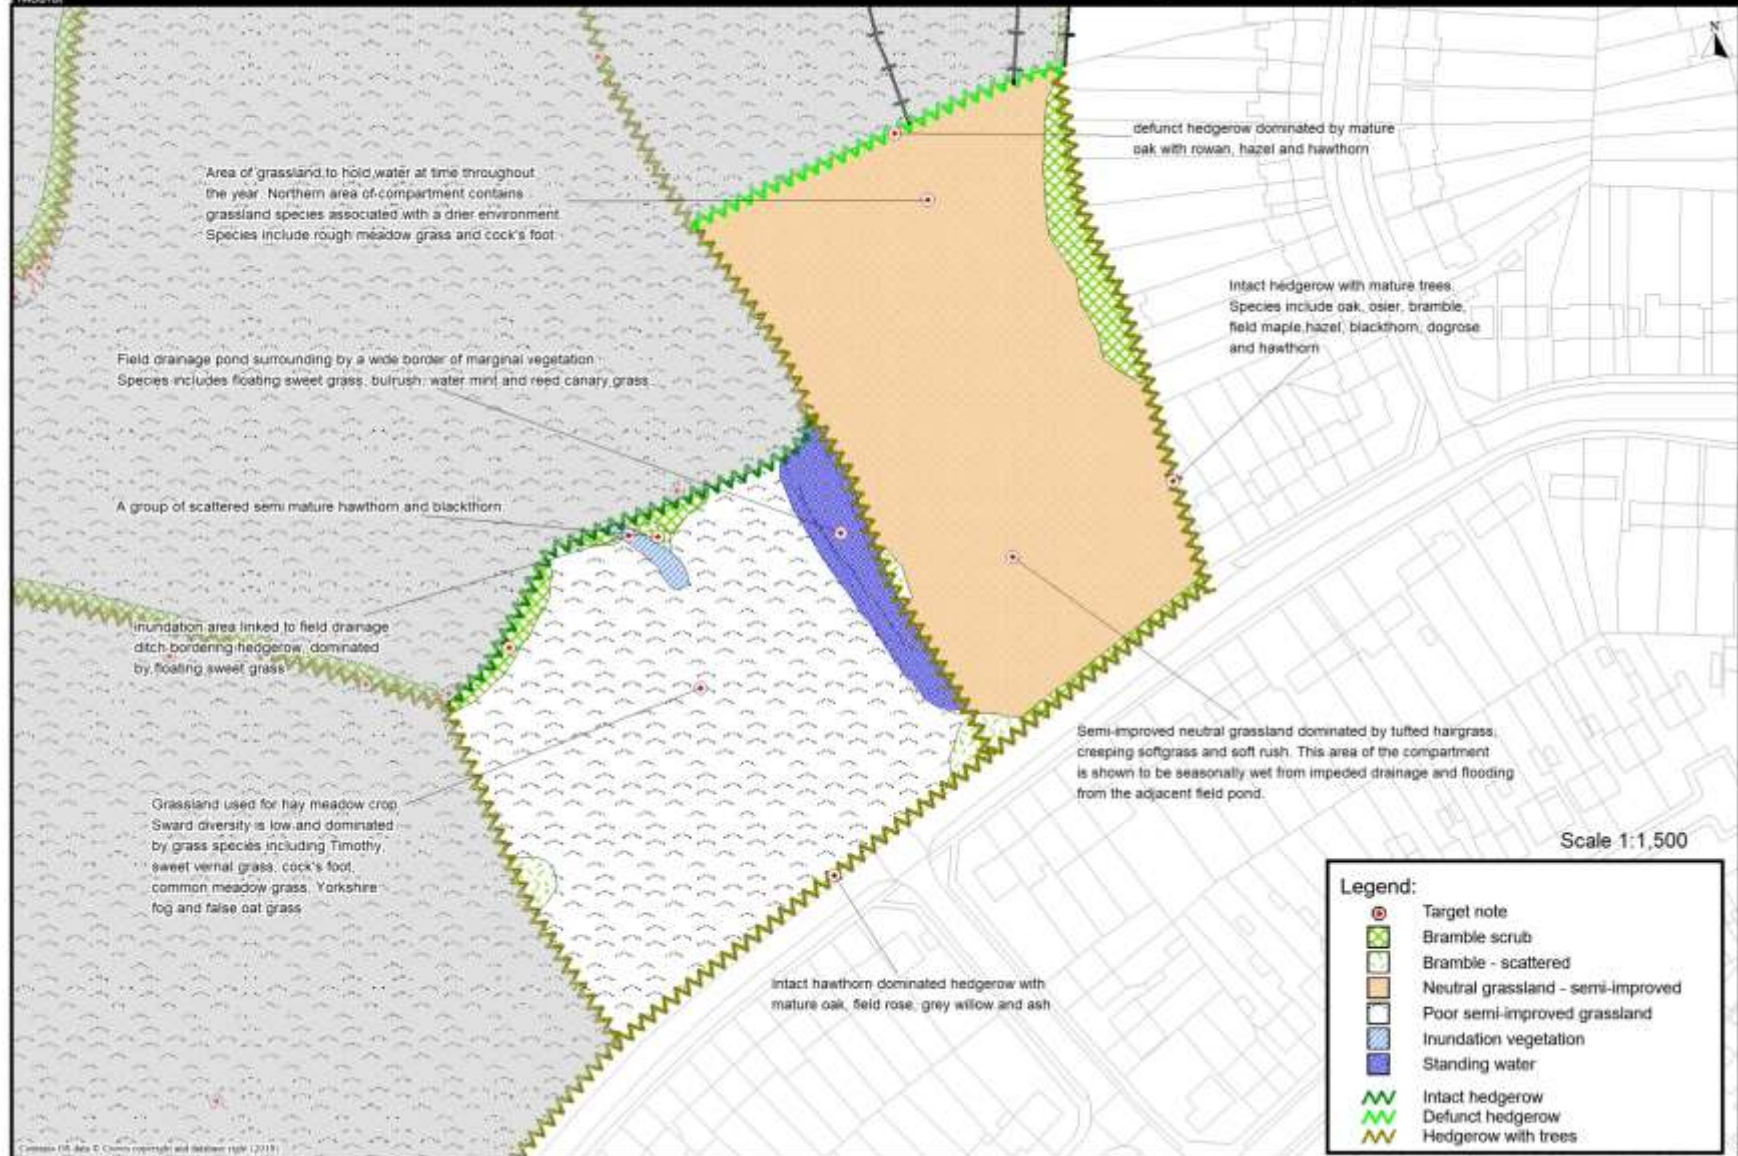 N
defunct hedgerow dominated by mature
oak with rowan, hazel and hawthorn
Area of grassland to hold water at time throughout
the year. Northern area of compartment contains
grassland species associated with a drier environment.
Species include rough meadow grass and cock's foot
Intact hedgerow with mature trees.
Species include oak, osier, bramble,
field maple, hazel, blackthorn, dogrose
and hawthorn
Field drainage pond surrounding by a wide border of marginal vegetation
Species includes floating sweet grass, bulrush, water mint and reed canary grass
A group of scattered semi mature hawthorn and blackthorn
inundation area linked to field drainage
ditch bordering hedgerow, dominated
by floating sweet grass
Semi-improved neutral grassland dominated by tufted hairgrass,
creeping softgrass and soft rush. This area of the compartment
is shown to be seasonally wet from impeded drainage and flooding
from the adjacent field pond.
Grassland used for hay meadow crop
Sward diversity is low and dominated
by grass species including Timothy,
sweet vernal grass, cock's foot,
common meadow grass, Yorkshire
fog and false oat grass
Intact hawthorn dominated hedgerow with
mature oak, field rose, grey willow and ash
Scale 1:1,500
Legend:
Target note
Bramble scrub
Bramble - scattered
Neutral grassland - semi-improved
Poor semi-improved grassland
Inundation vegetation
Standing water
Intact hedgerow
Defunct hedgerow
Hedgerow with trees
Contains OS data © Crown copyright and database right (2019)